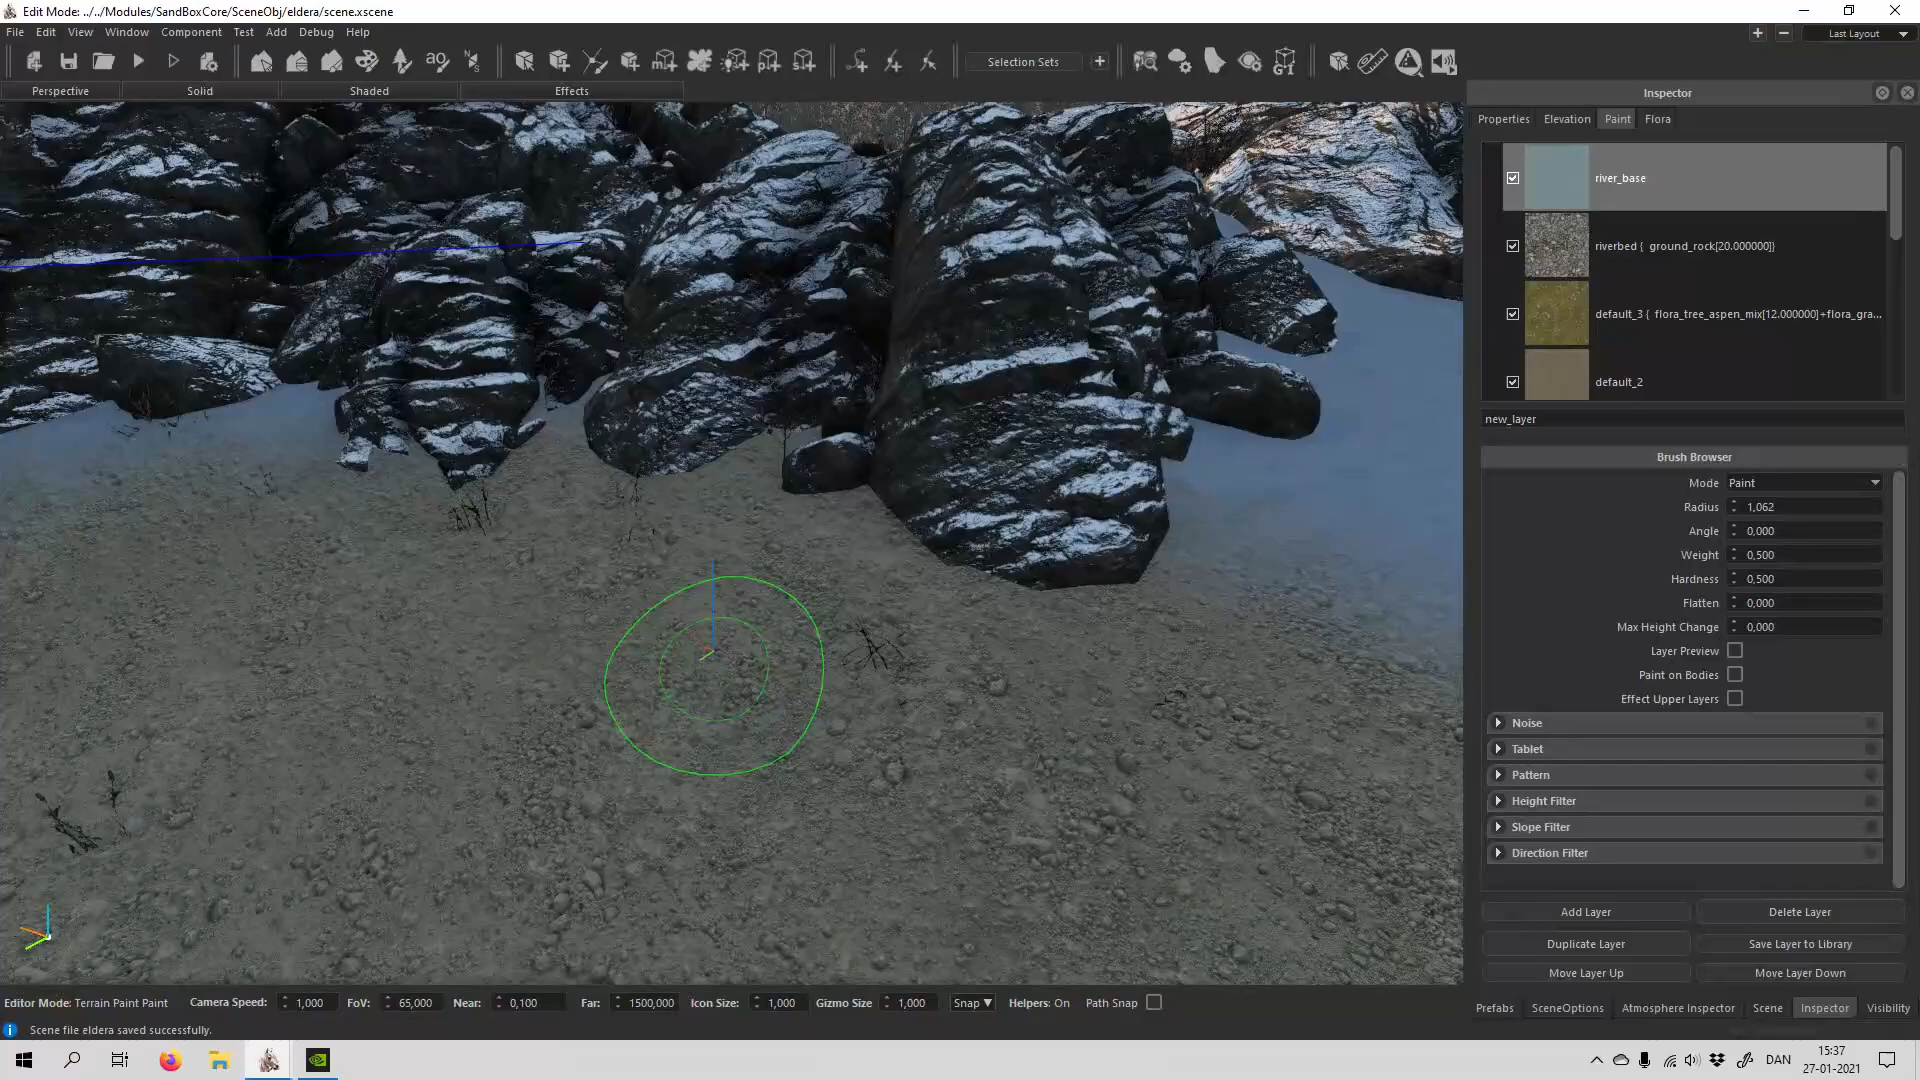 Edit Mode: ../../Modules/SandBoxCore/SceneObj/eldera/scene.xscene
File Edit View Window Component Test Add Debug Help
Last Layout
ao
Selection Sets
GI
Perspective Solid Shaded Effects
Inspector
Properties Elevation Paint Flora
river_base
riverbed { ground_rock[20.000000]}
default_3 { flora_tree_aspen_mix[12.000000]+flora_gra...
default_2
new_layer
Brush Browser
Mode Paint
Radius 1,062
Angle 0,000
Weight 0,500
Hardness 0,500
Flatten 0,000
Max Height Change 0,000
Layer Preview
Paint on Bodies
Effect Upper Layers
Noise
Tablet
Pattern
Height Filter
Slope Filter
Direction Filter
Add Layer Delete Layer
Duplicate Layer Save Layer to Library
Move Layer Up Move Layer Down
Editor Mode: Terrain Paint Paint Camera Speed: 1,000 FoV: 65,000 Near: 0,100 Far: 1500,000 Icon Size: 1,000 Gizmo Size 1,000 Snap Helpers: On Path Snap
Prefabs SceneOptions Atmosphere Inspector Scene Inspector Visibility
Scene file eldera saved successfully.
DAN
15:37
27-01-2021